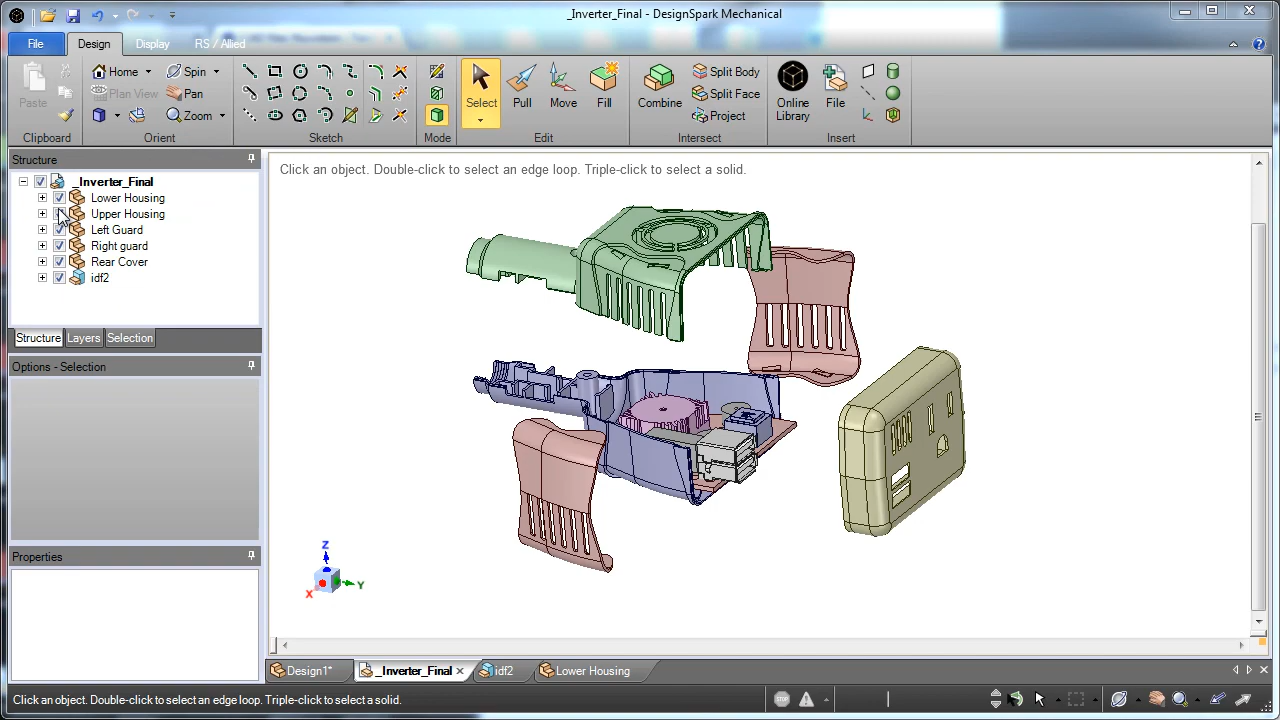 _Inverter_Final - DesignSpark Mechanical
File Design Display RS / Allied
Paste
Clipboard
Home Spin
Plan View Pan
Zoom
Orient
Sketch
Mode
Select Pull Move Fill
Edit
Combine
Split Body
Split Face
Project
Intersect
Online Library
File
Insert
Structure
_Inverter_Final
Lower Housing
Upper Housing
Left Guard
Right guard
Rear Cover
idf2
Structure Layers Selection
Options - Selection
Properties
Click an object. Double-click to select an edge loop. Triple-click to select a solid.
Z
Y
X
Design1* _Inverter_Final idf2 Lower Housing
Click an object. Double-click to select an edge loop. Triple-click to select a solid.
STOP